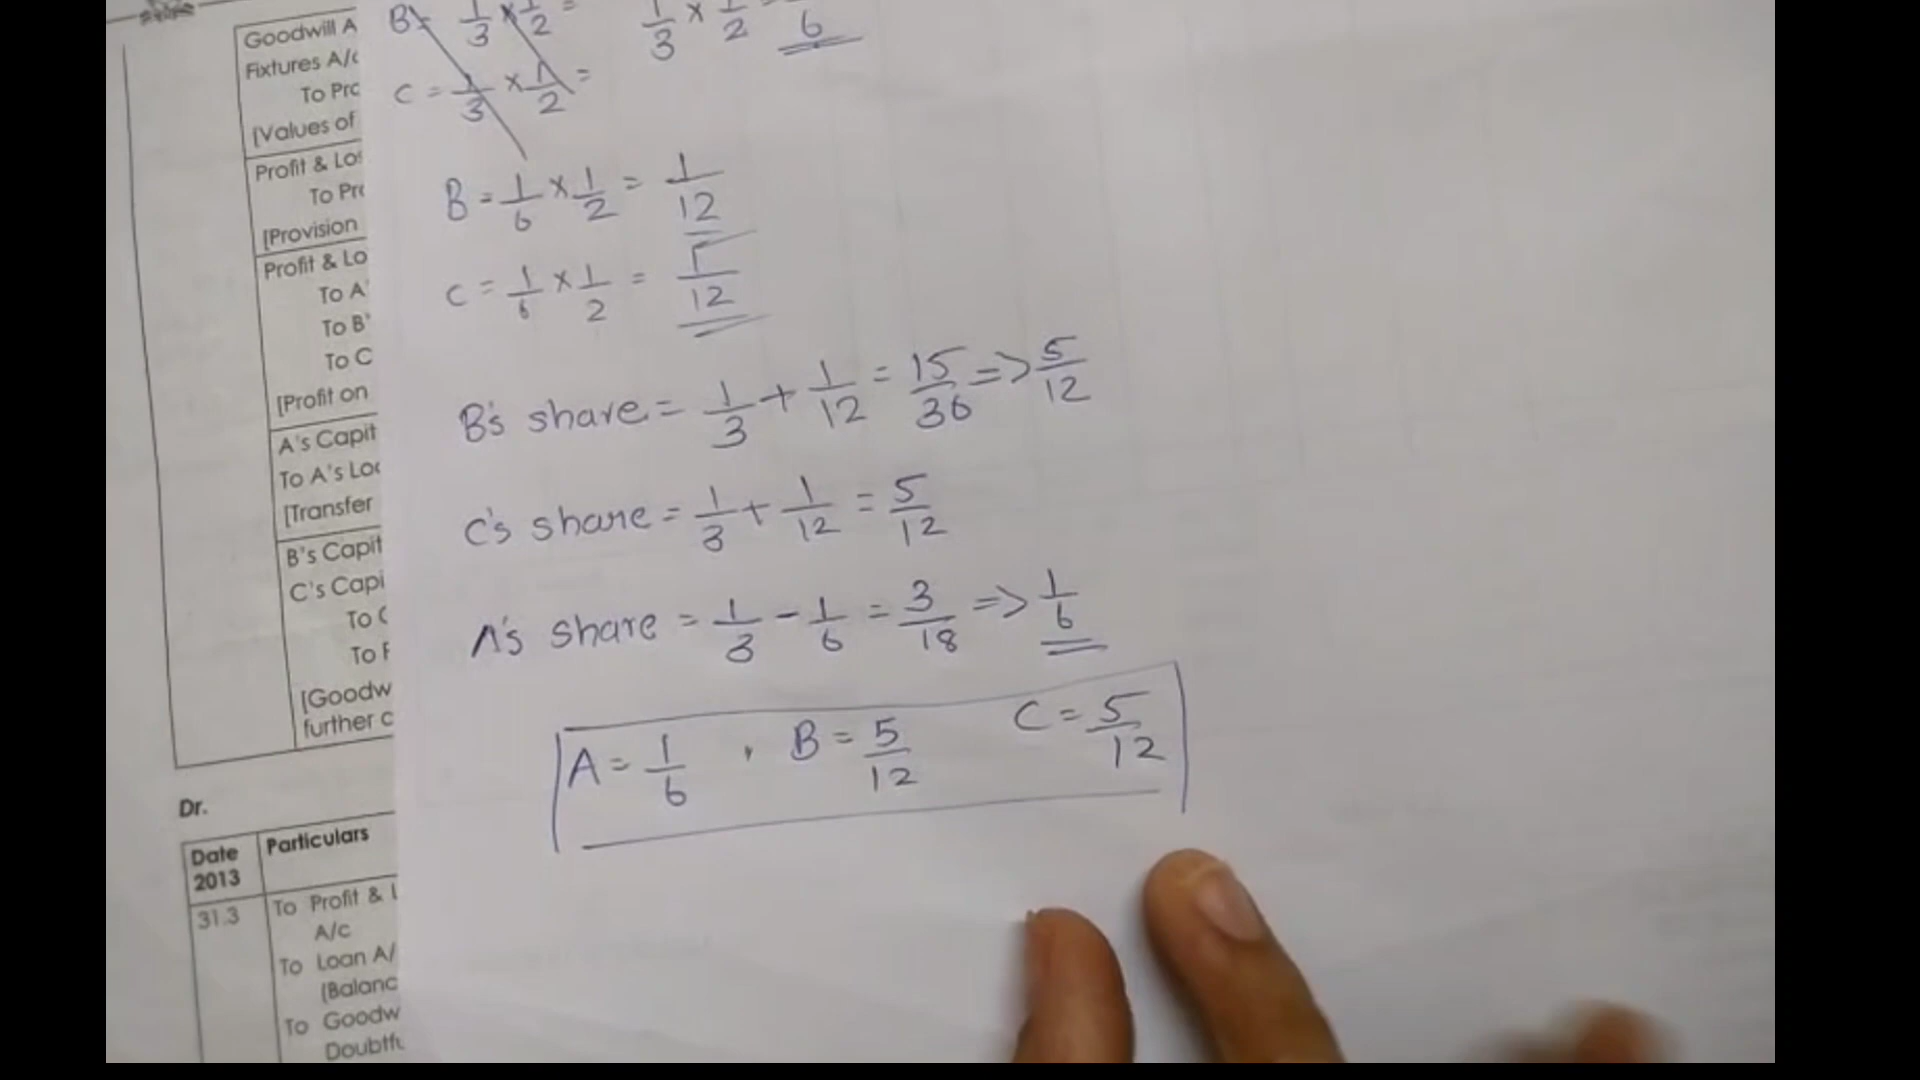 Goodwill A
Fixtures A/c
To Pro
[Values of
Profit & Los
To Pro
[Provision
Profit & Lo
To A'
To B'
To C
[Profit on
A's Capit
To A's Loa
[Transfer
B's Capit
C's Capi
To C
To F
[Goodw
further c
Dr.
Date
2013
Particulars
31.3
To Profit & L
A/c
To Loan A/
(Balanc
To Goodw
Doubtfu
B = 1/3 × 1/2 =
1/3 × 1/2 = 1/6
C = 1/3 × 1/2 =
B = 1/6 × 1/2 = 1/12
C = 1/6 × 1/2 = 1/12
B's share = 1/3 + 1/12 = 15/36 => 5/12
C's share = 1/3 + 1/12 = 5/12
A's share = 1/3 - 1/6 = 3/18 => 1/6
A = 1/6 , B = 5/12 C = 5/12